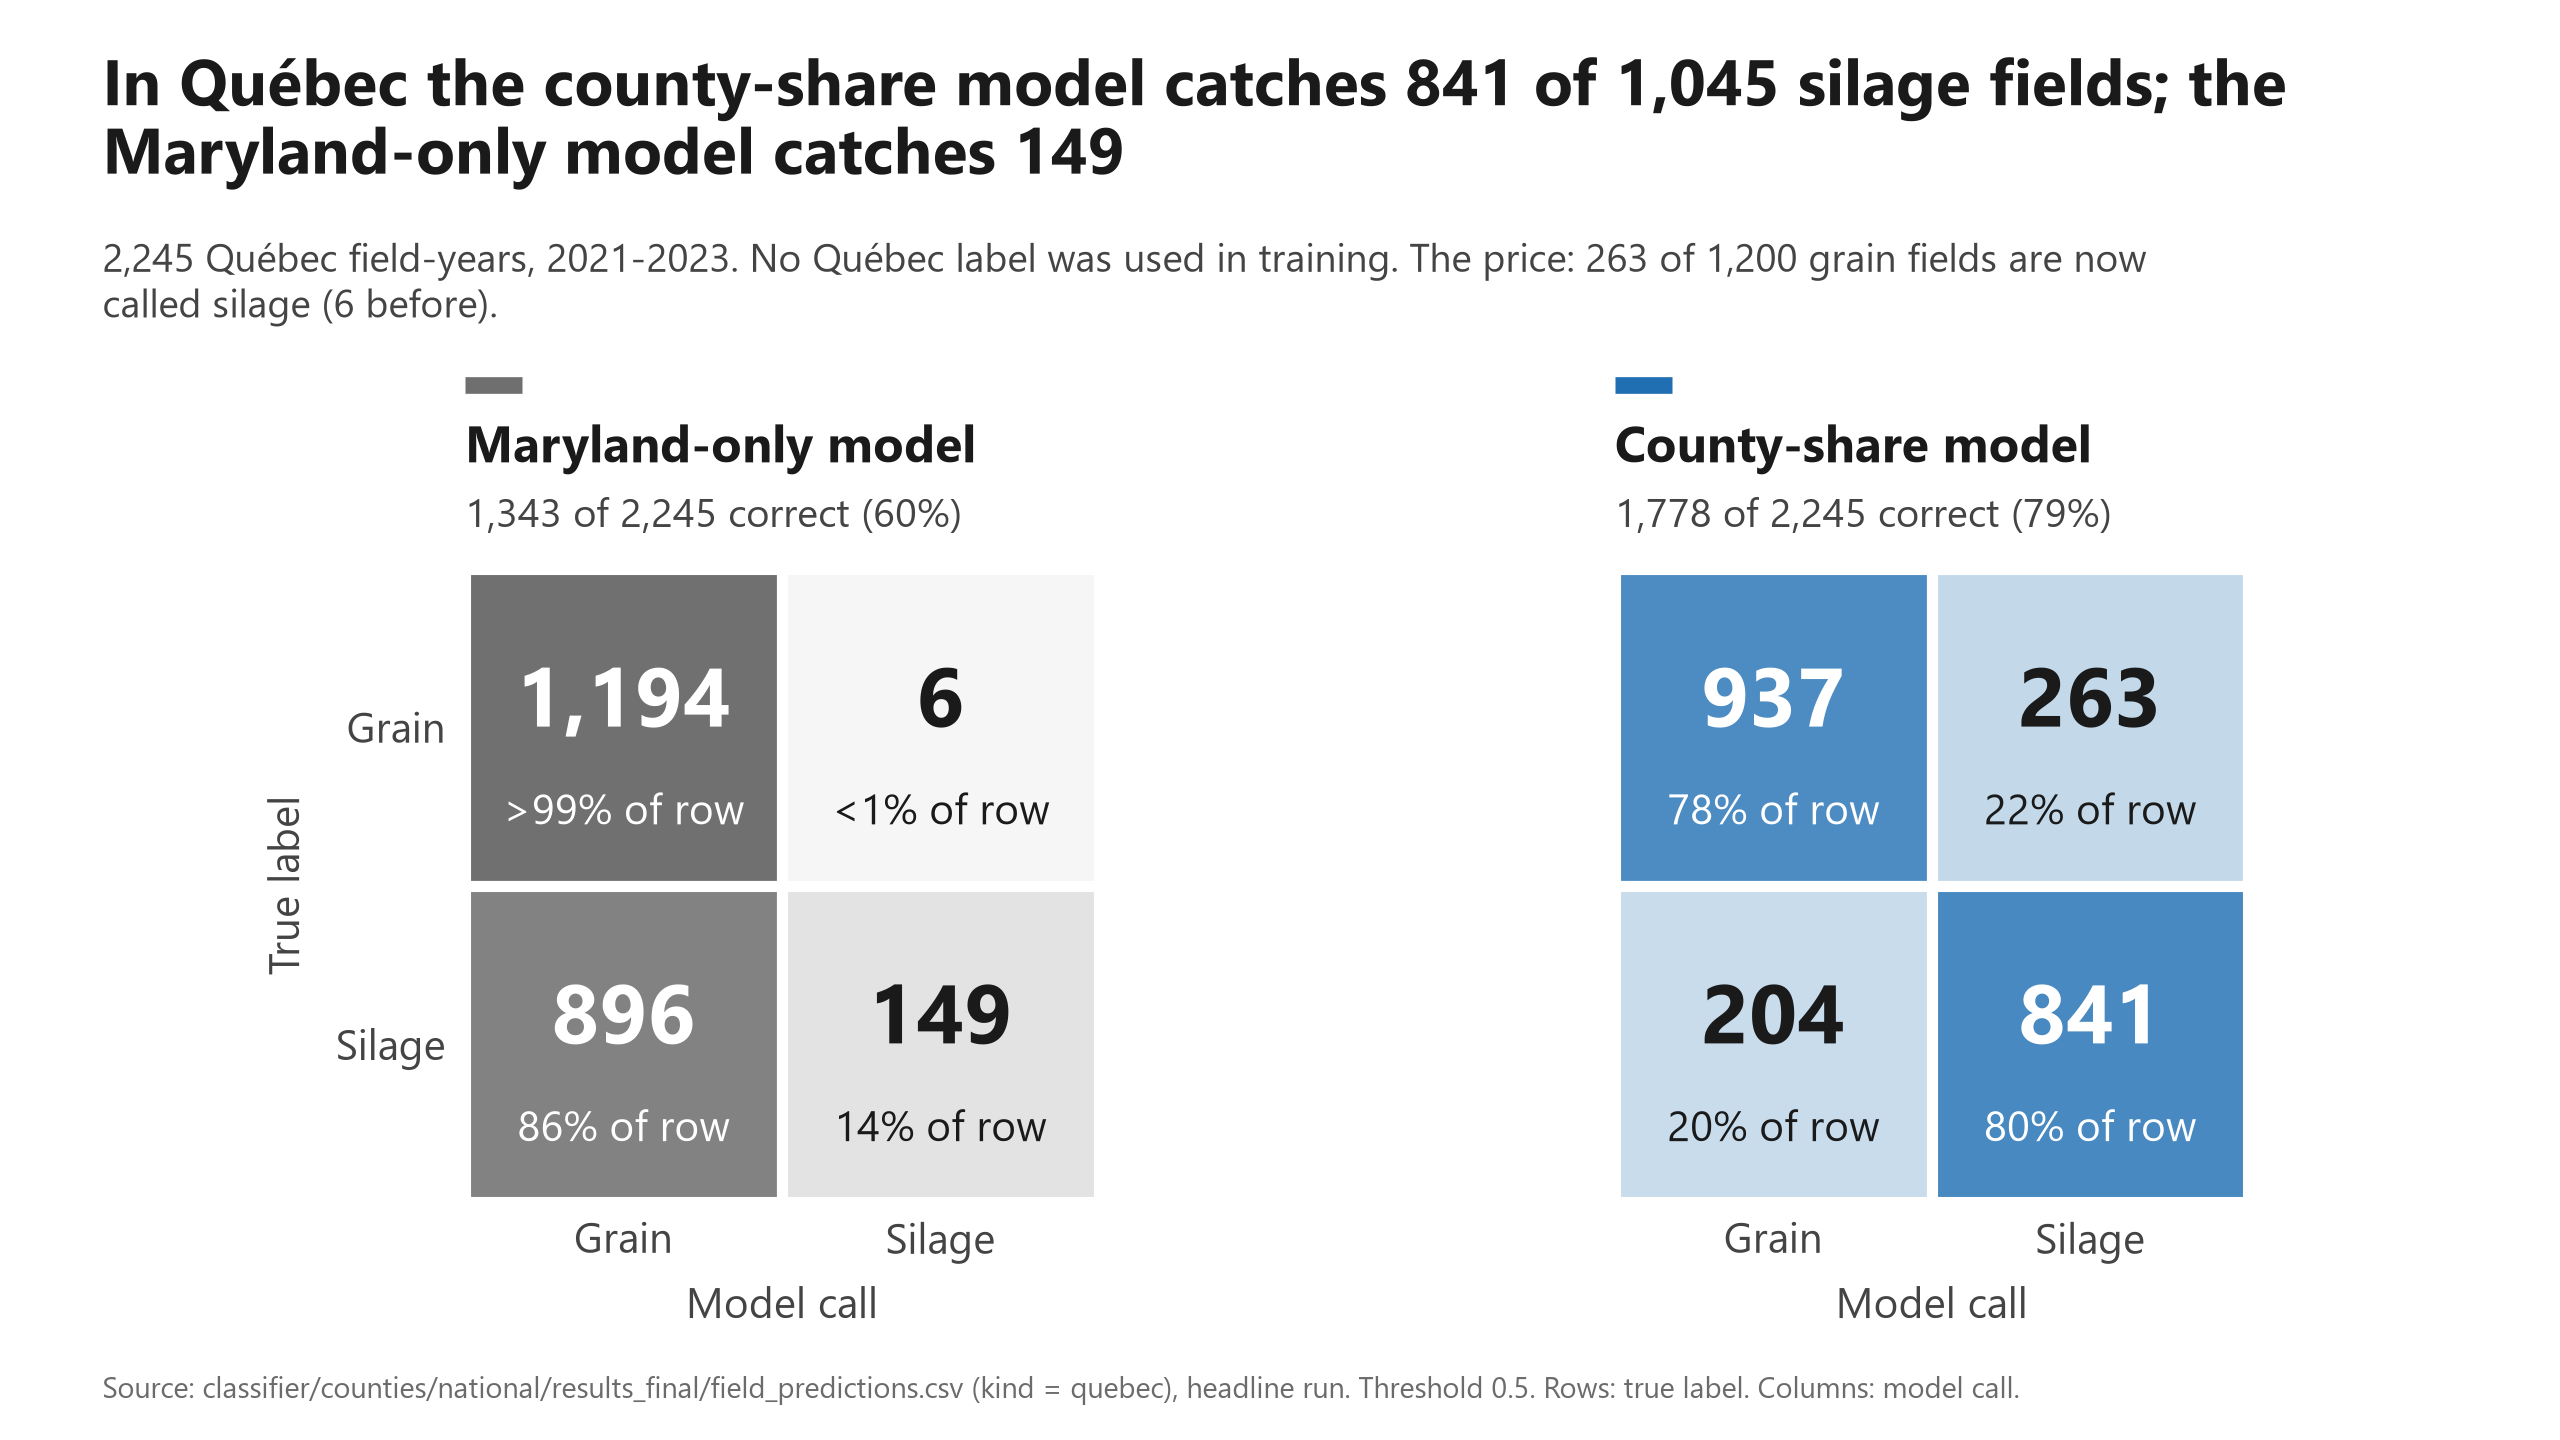 In Québec the county-share model catches 841 of 1,045 silage fields; the
Maryland-only model catches 149
2,245 Québec field-years, 2021-2023. No Québec label was used in training. The price: 263 of 1,200 grain fields are now
called silage (6 before).
Maryland-only model
1,343 of 2,245 correct (60%)
True label
Grain
1,194
>99% of row
6
<1% of row
Silage
896
86% of row
149
14% of row
Grain
Silage
Model call
County-share model
1,778 of 2,245 correct (79%)
937
78% of row
263
22% of row
204
20% of row
841
80% of row
Grain
Silage
Model call
Source: classifier/counties/national/results_final/field_predictions.csv (kind = quebec), headline run. Threshold 0.5. Rows: true label. Columns: model call.